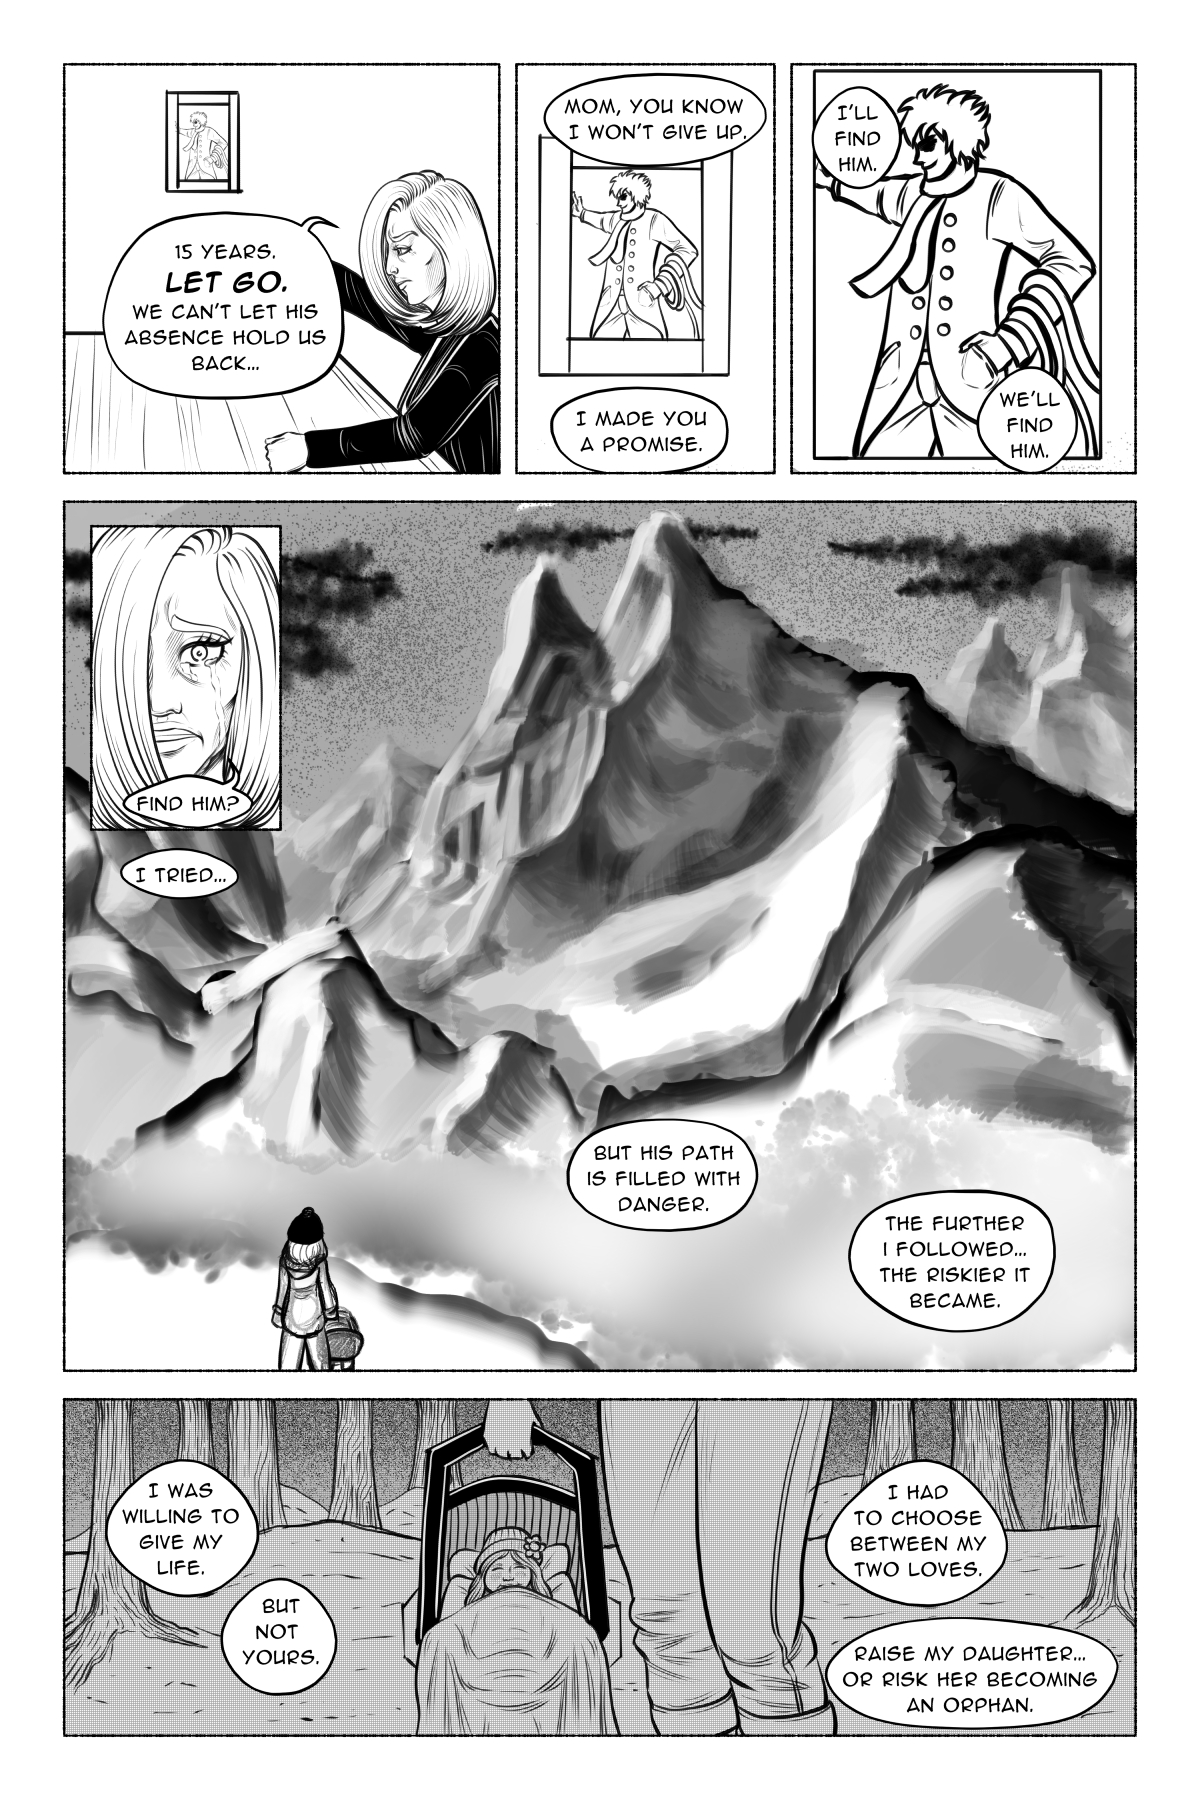 15 YEARS.
LET GO.
WE CAN'T LET HIS
ABSENCE HOLD US
BACK...
MOM, YOU KNOW
I WON'T GIVE UP.
I MADE YOU
A PROMISE.
I'LL
FIND
HIM.
WE'LL
FIND
HIM.
FIND HIM?
I TRIED...
BUT HIS PATH
IS FILLED WITH
DANGER.
THE FURTHER
I FOLLOWED...
THE RISKIER IT
BECAME.
I WAS
WILLING TO
GIVE MY
LIFE.
BUT
NOT
YOURS.
I HAD
TO CHOOSE
BETWEEN MY
TWO LOVES.
RAISE MY DAUGHTER...
OR RISK HER BECOMING
AN ORPHAN.